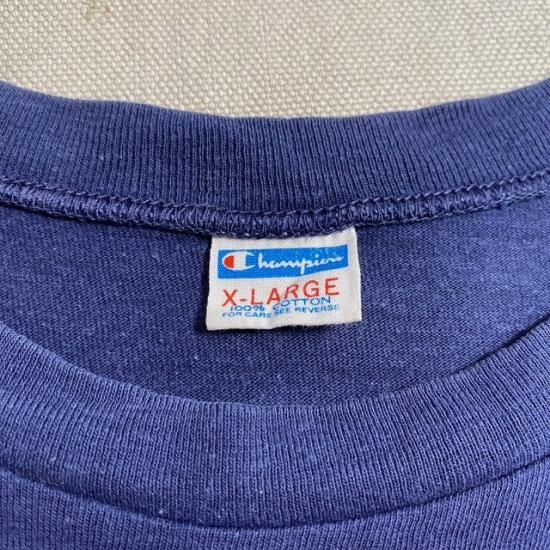 Champion
X-LARGE
100% COTTON
FOR CARE SEE REVERSE